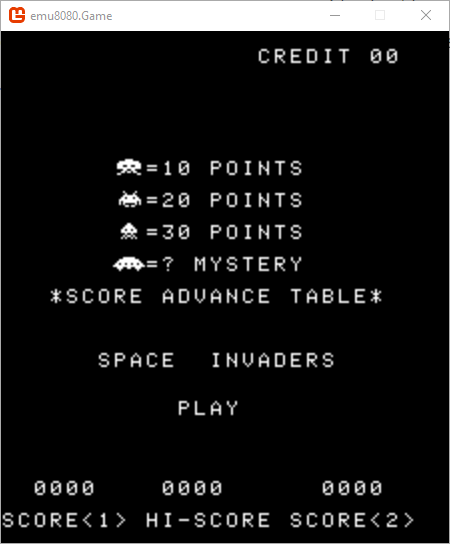 emu8080.Game
CREDIT 00
=10 POINTS
=20 POINTS
=30 POINTS
=? MYSTERY
*SCORE ADVANCE TABLE*
SPACE INVADERS
PLAY
0000 0000 0000
SCORE<1> HI-SCORE SCORE<2>